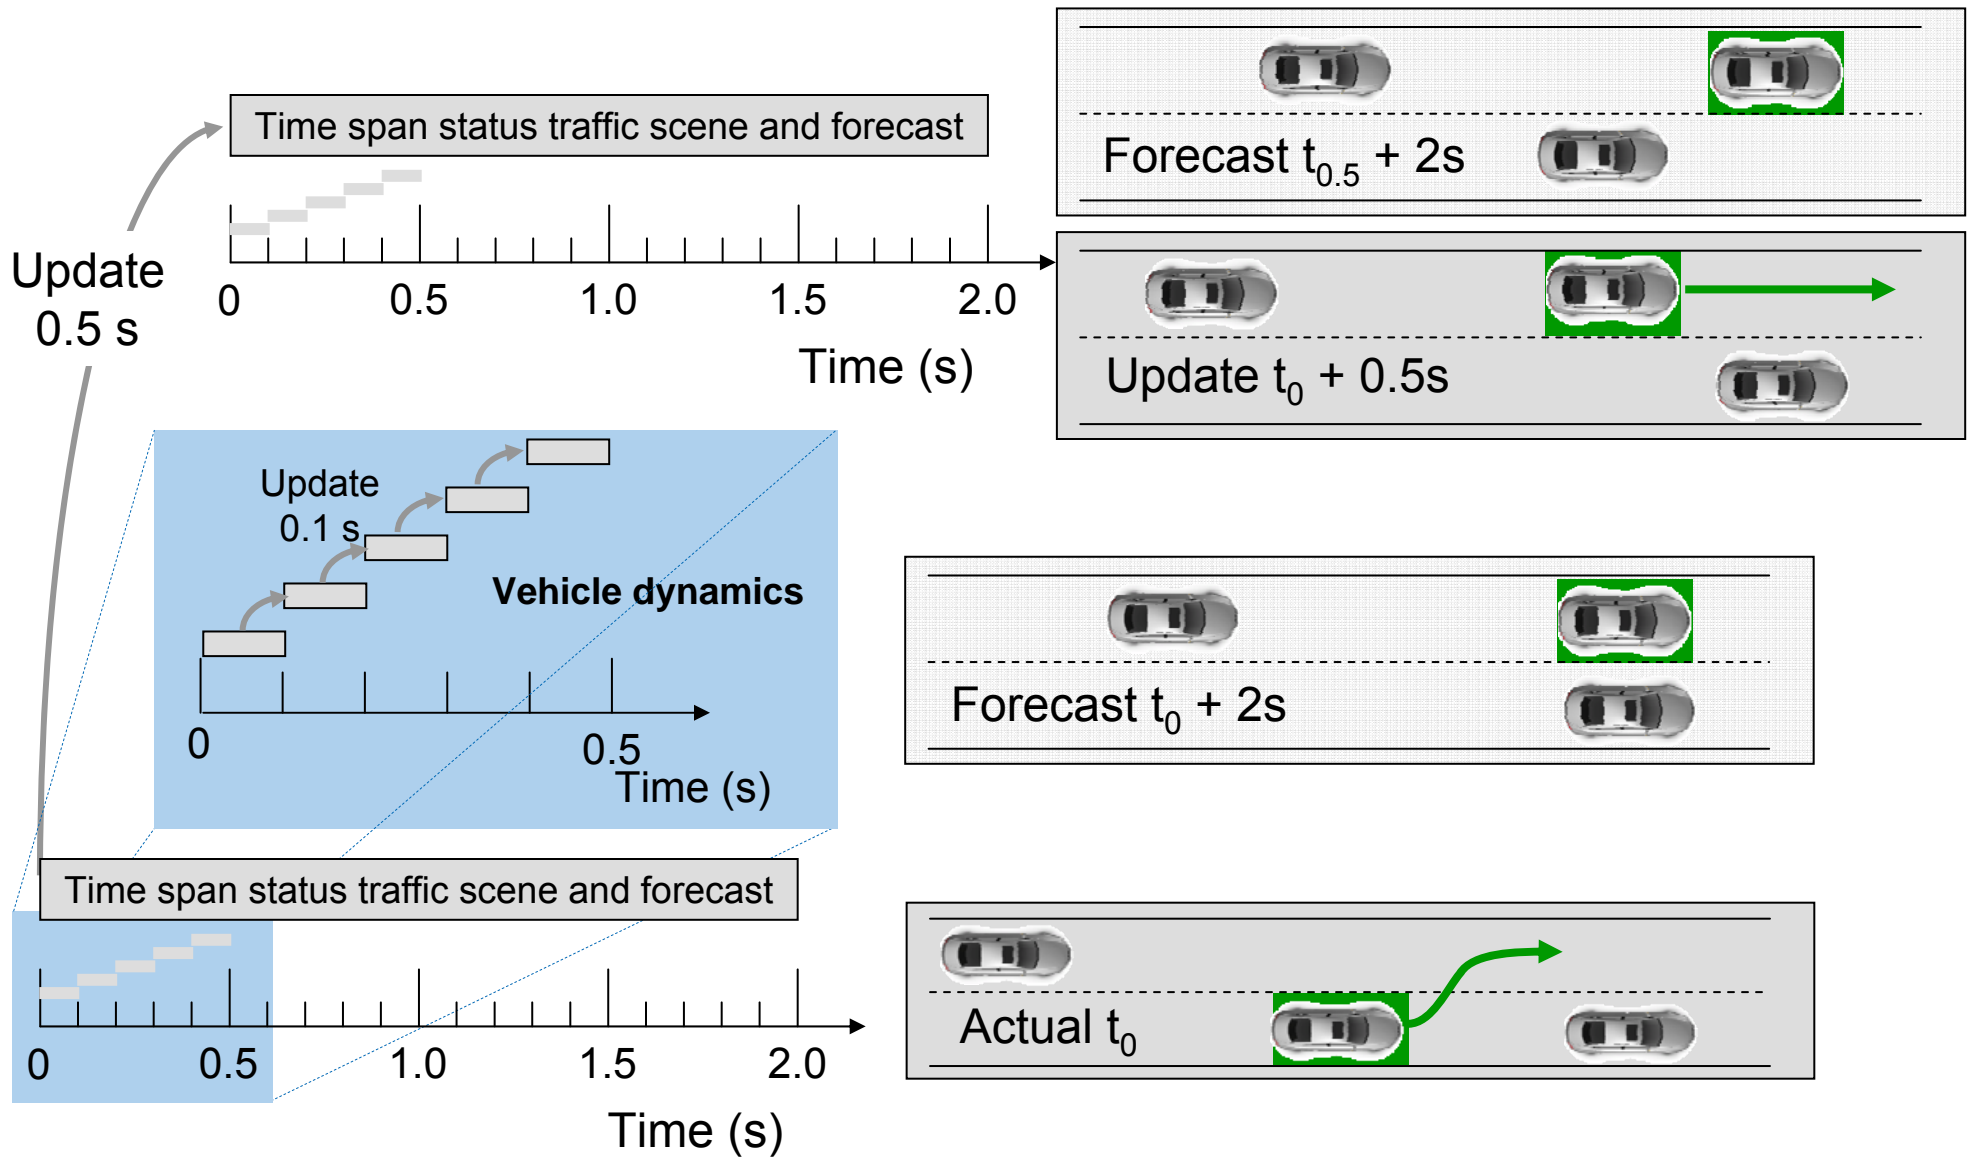 Time span status traffic scene and forecast
Forecast t0.5 + 2s
Update
0.5 s
0 0.5 1.0 1.5 2.0
Time (s)
Update t0 + 0.5s
Update
0.1 s
Vehicle dynamics
0 0.5
Time (s)
Forecast t0 + 2s
Time span status traffic scene and forecast
0 0.5 1.0 1.5 2.0
Time (s)
Actual t0